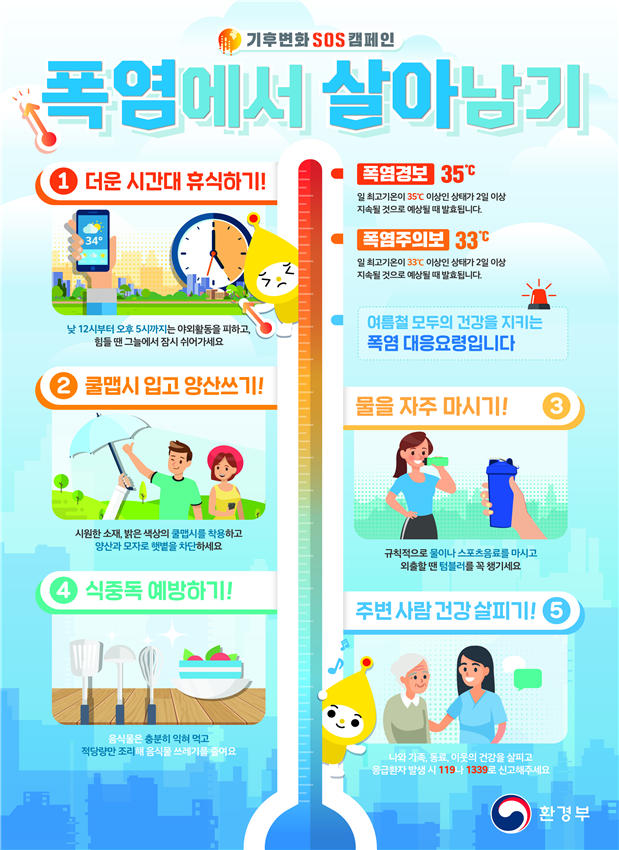 기후변화 SOS 캠페인
폭염에서 살아남기
1 더운 시간대 휴식하기!
34°
낮 12시부터 오후 5시까지는 야외활동을 피하고,
힘들 땐 그늘에서 잠시 쉬어가세요
폭염경보 35℃
일 최고기온이 35℃ 이상인 상태가 2일 이상
지속될 것으로 예상될 때 발효됩니다.
폭염주의보 33℃
일 최고기온이 33℃ 이상인 상태가 2일 이상
지속될 것으로 예상될 때 발효됩니다.
여름철 모두의 건강을 지키는
폭염 대응요령입니다
2 쿨맵시 입고 양산쓰기!
시원한 소재, 밝은 색상의 쿨맵시를 착용하고
양산과 모자로 햇볕을 차단하세요
물을 자주 마시기! 3
규칙적으로 물이나 스포츠음료를 마시고
외출할 땐 텀블러를 꼭 챙기세요
4 식중독 예방하기!
음식물은 충분히 익혀 먹고
적당량만 조리해 음식물 쓰레기를 줄여요
주변 사람 건강 살피기! 5
나와 가족, 동료, 이웃의 건강을 살피고
응급환자 발생 시 119나 1339로 신고해주세요
환경부